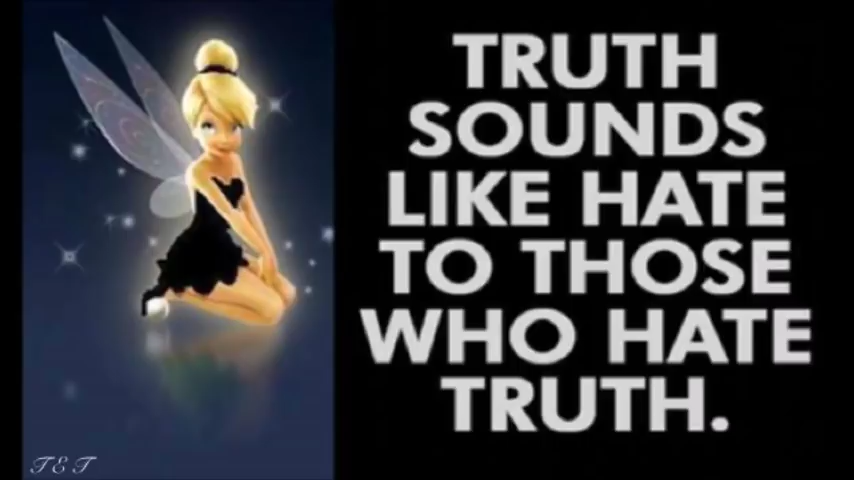 TRUTH
SOUNDS
LIKE HATE
TO THOSE
WHO HATE
TRUTH.
T&T